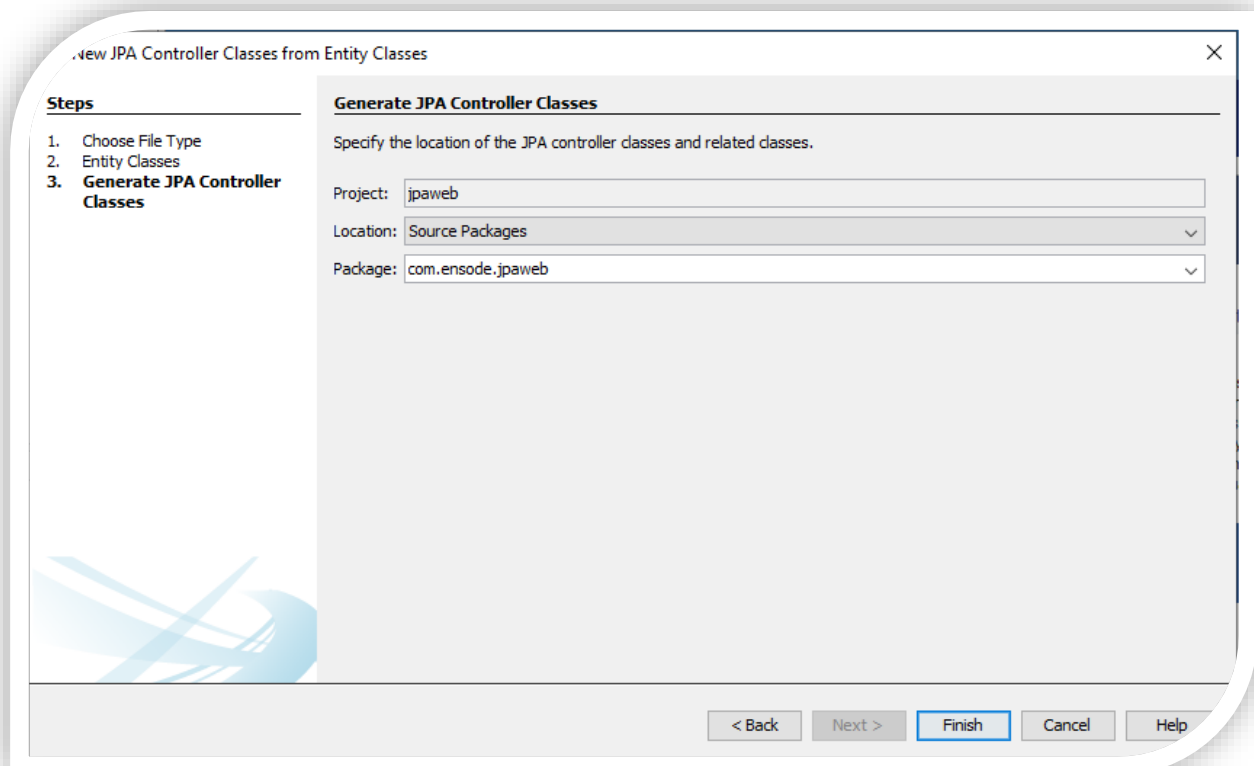 New JPA Controller Classes from Entity Classes
Steps
1. Choose File Type
2. Entity Classes
3. Generate JPA Controller
Classes
Generate JPA Controller Classes
Specify the location of the JPA controller classes and related classes.
Project: jpaweb
Location: Source Packages
Package: com.ensode.jpaweb
< Back Next > Finish Cancel Help